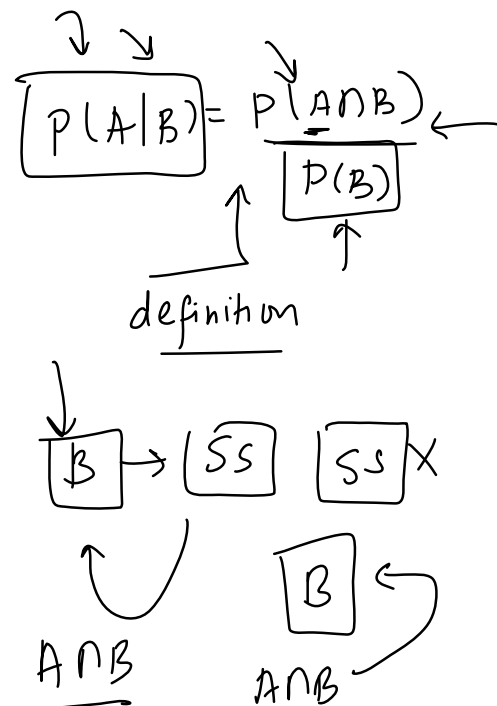 P(A|B) = P(A∩B)
P(B)
definition
B → SS SS X
B
A∩B
A∩B